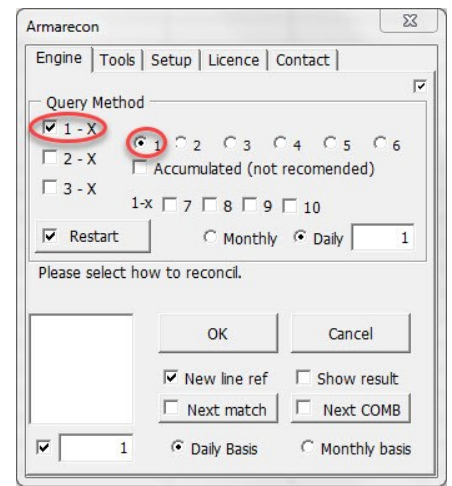 Armarecon
Engine Tools Setup Licence Contact
Query Method
1 - X
1 2 3 4 5 6
2 - X
Accumulated (not recomended)
3 - X
1-x 7 8 9 10
Restart Monthly Daily 1
Please select how to reconcil.
OK Cancel
New line ref Show result
Next match Next COMB
1 Daily Basis Monthly basis